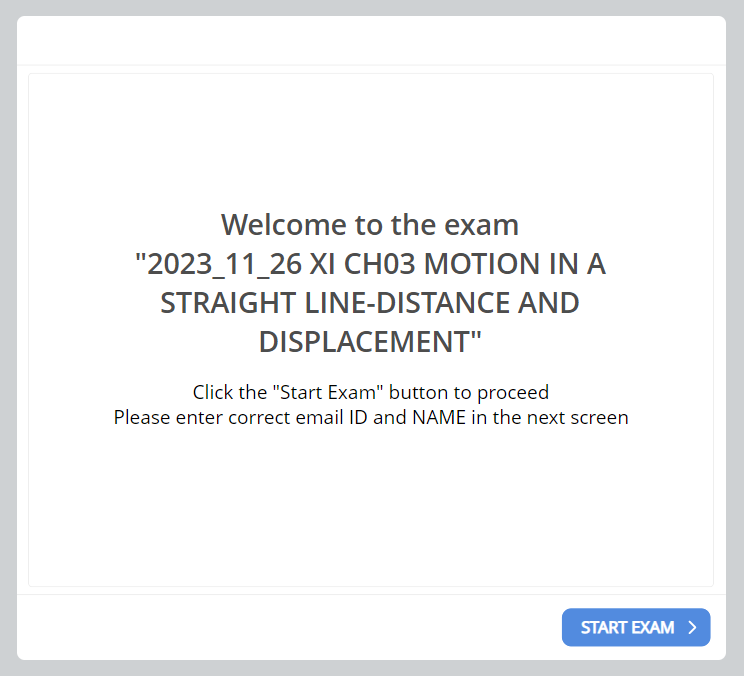 Welcome to the exam
"2023_11_26 XI CH03 MOTION IN A
STRAIGHT LINE-DISTANCE AND
DISPLACEMENT"
Click the "Start Exam" button to proceed
Please enter correct email ID and NAME in the next screen
START EXAM